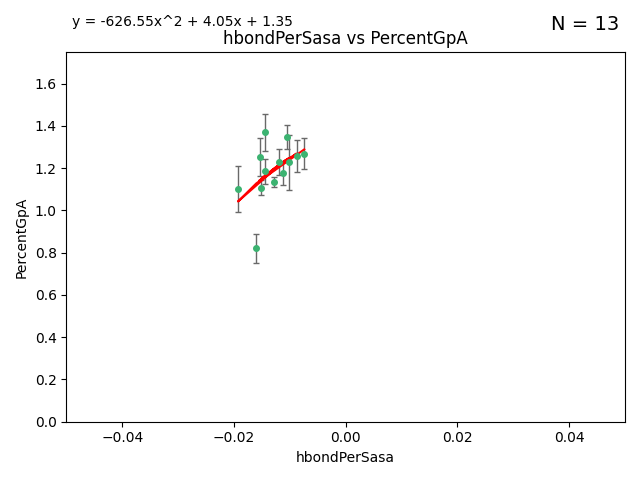 y = -626.55x^2 + 4.05x + 1.35
N = 13
hbondPerSasa vs PercentGpA
PercentGpA
1.6
1.4
1.2
1.0
0.8
0.6
0.4
0.2
0.0
−0.04
−0.02
0.00
0.02
0.04
hbondPerSasa